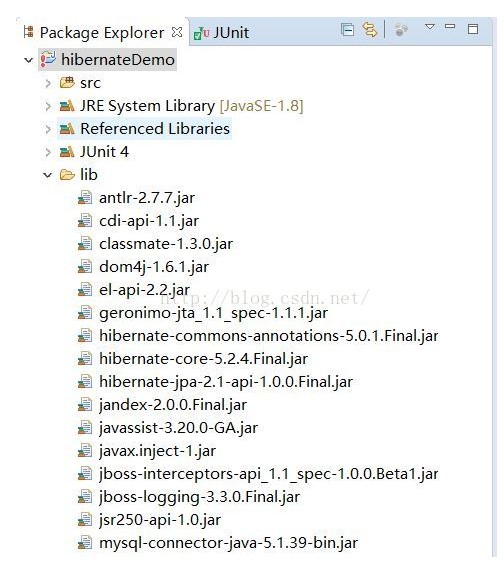 Package Explorer JUnit
hibernateDemo
src
JRE System Library [JavaSE-1.8]
Referenced Libraries
JUnit 4
lib
antlr-2.7.7.jar
cdi-api-1.1.jar
classmate-1.3.0.jar
dom4j-1.6.1.jar
el-api-2.2.jar
http://blog.csdn.net/
geronimo-jta_1.1_spec-1.1.1.jar
hibernate-commons-annotations-5.0.1.Final.jar
hibernate-core-5.2.4.Final.jar
hibernate-jpa-2.1-api-1.0.0.Final.jar
jandex-2.0.0.Final.jar
javassist-3.20.0-GA.jar
javax.inject-1.jar
jboss-interceptors-api_1.1_spec-1.0.0.Beta1.jar
jboss-logging-3.3.0.Final.jar
jsr250-api-1.0.jar
mysql-connector-java-5.1.39-bin.jar